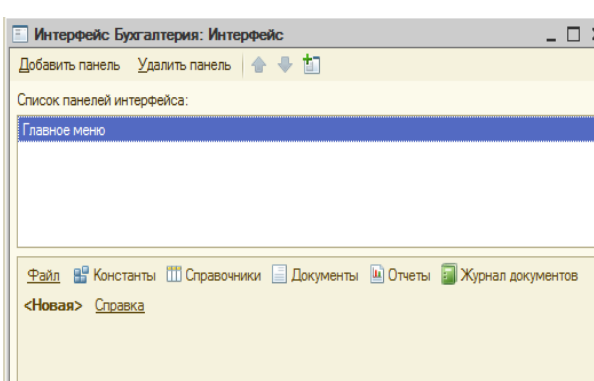 Интерфейс Бухгалтерия: Интерфейс
Добавить панель Удалить панель
Список панелей интерфейса:
Главное меню
Файл Константы Справочники Документы Отчеты Журнал документов
<Новая> Справка